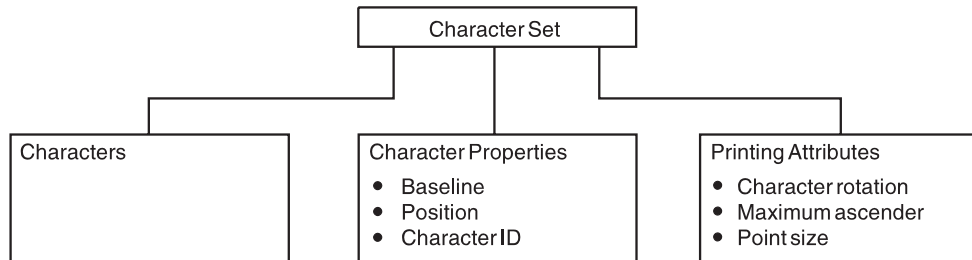 Character Set
Characters
Character Properties
• Baseline
• Position
• Character ID
Printing Attributes
• Character rotation
• Maximum ascender
• Point size